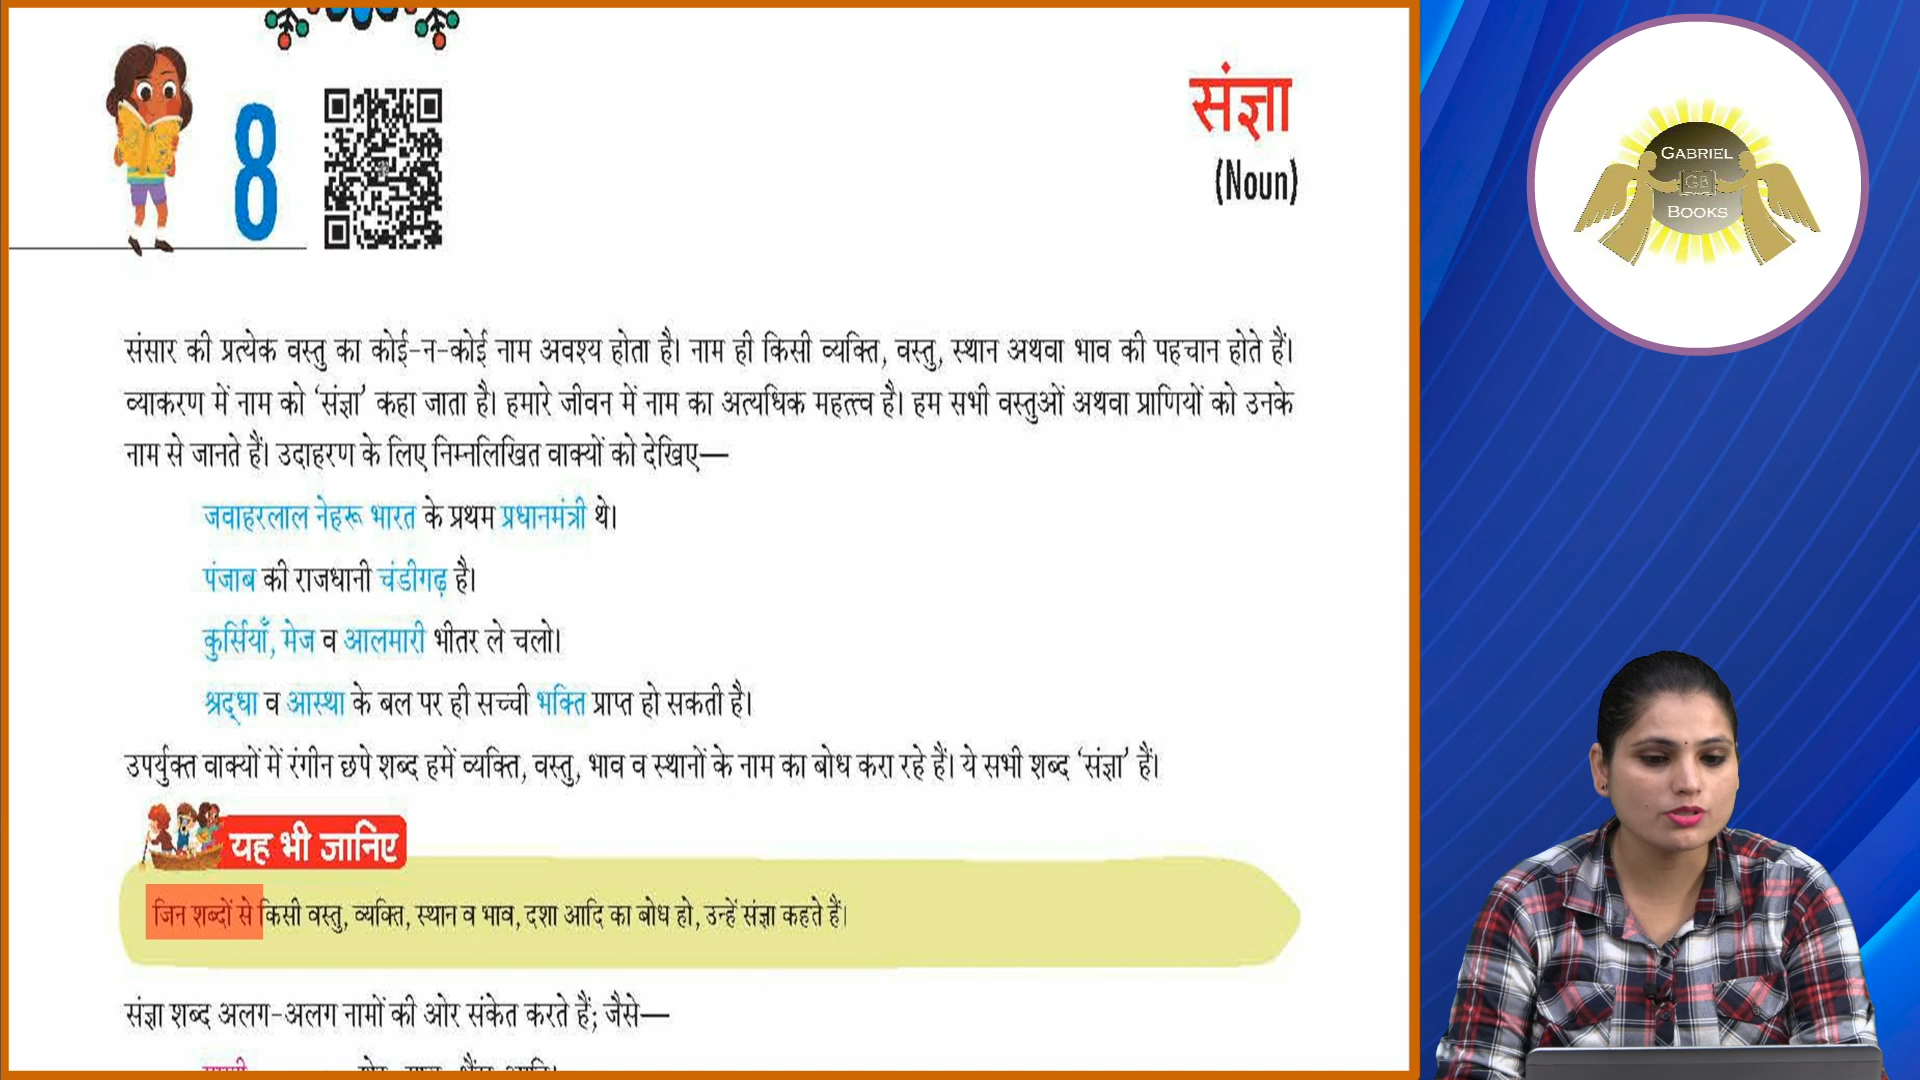 8
संज्ञा
(Noun)
संसार की प्रत्येक वस्तु का कोई-न-कोई नाम अवश्य होता है। नाम ही किसी व्यक्ति, वस्तु, स्थान अथवा भाव की पहचान होते हैं।
व्याकरण में नाम को ‘संज्ञा’ कहा जाता है। हमारे जीवन में नाम का अत्यधिक महत्त्व है। हम सभी वस्तुओं अथवा प्राणियों को उनके
नाम से जानते हैं। उदाहरण के लिए निम्नलिखित वाक्यों को देखिए—
जवाहरलाल नेहरू भारत के प्रथम प्रधानमंत्री थे।
पंजाब की राजधानी चंडीगढ़ है।
कुर्सियाँ, मेज व आलमारी भीतर ले चलो।
श्रद्धा व आस्था के बल पर ही सच्ची भक्ति प्राप्त हो सकती है।
उपर्युक्त वाक्यों में रंगीन छपे शब्द हमें व्यक्ति, वस्तु, भाव व स्थानों के नाम का बोध करा रहे हैं। ये सभी शब्द ‘संज्ञा’ हैं।
यह भी जानिए
जिन शब्दों से किसी वस्तु, व्यक्ति, स्थान व भाव, दशा आदि का बोध हो, उन्हें संज्ञा कहते हैं।
संज्ञा शब्द अलग-अलग नामों की ओर संकेत करते हैं; जैसे—
GABRIEL
GB
BOOKS